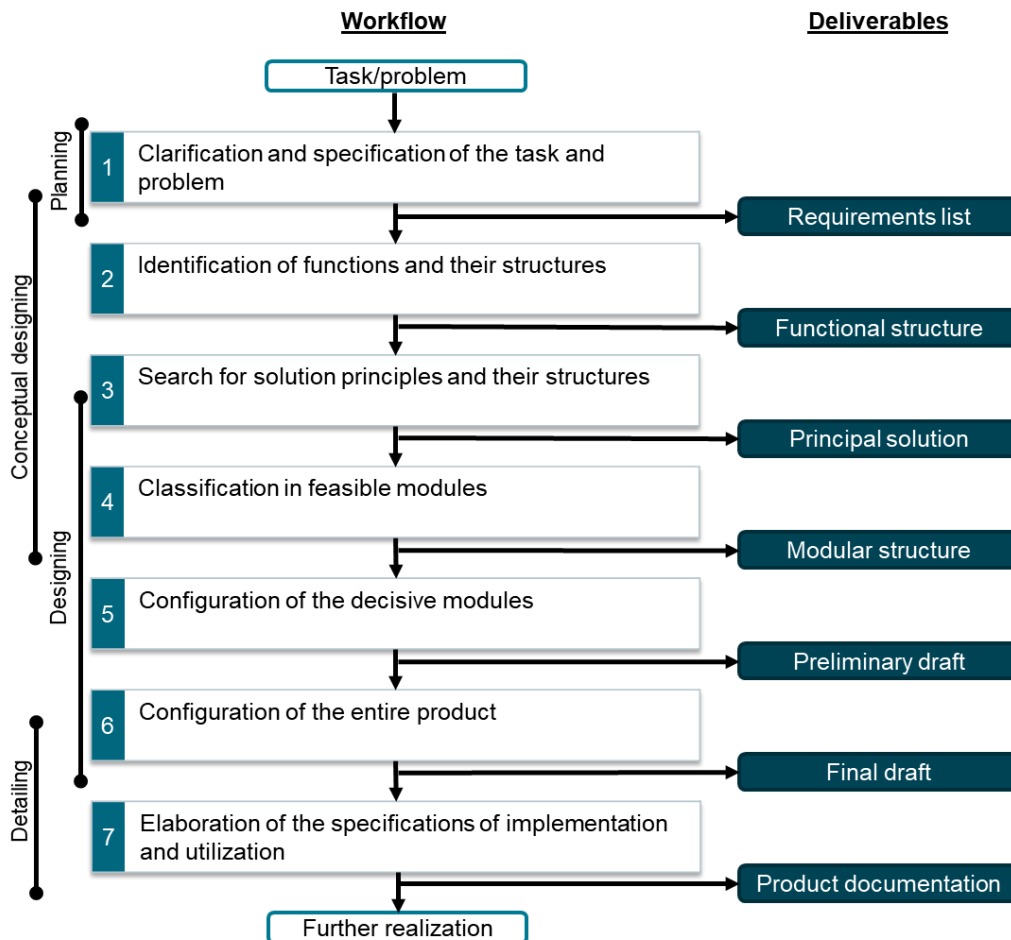 Workflow
Deliverables
Task/problem
Planning
1
Clarification and specification of the task and
problem
Requirements list
Conceptual designing
2
Identification of functions and their structures
Functional structure
3
Search for solution principles and their structures
Principal solution
Designing
4
Classification in feasible modules
Modular structure
5
Configuration of the decisive modules
Preliminary draft
6
Configuration of the entire product
Final draft
Detailing
7
Elaboration of the specifications of implementation
and utilization
Product documentation
Further realization